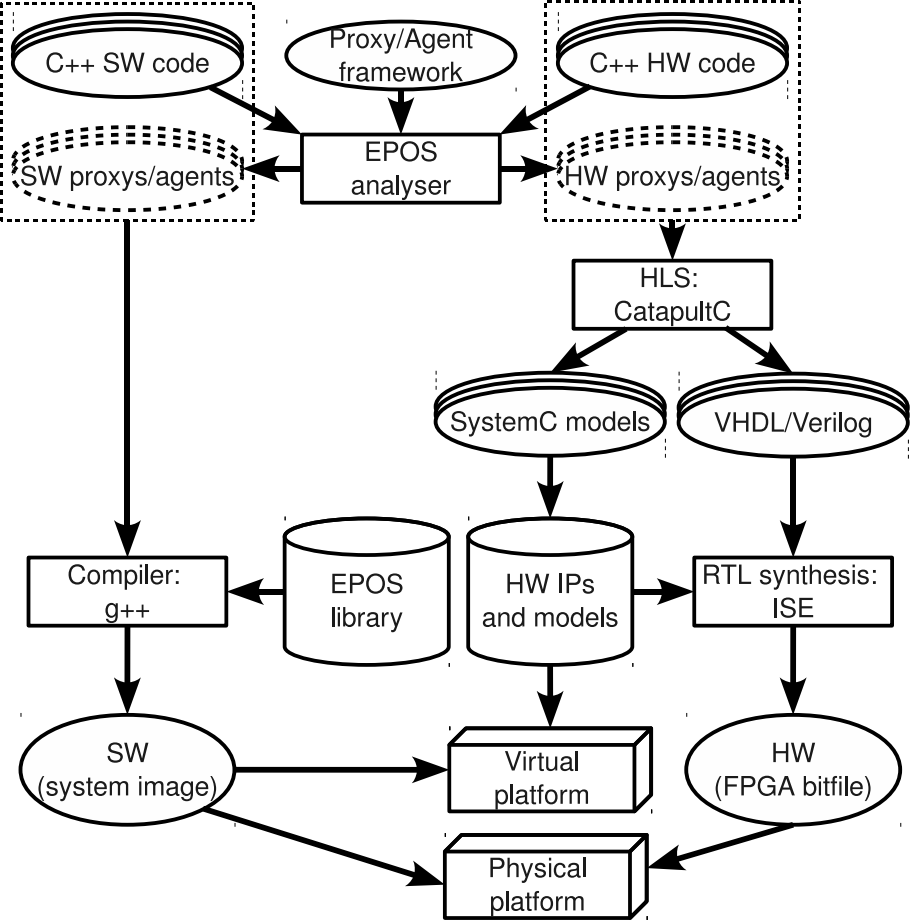 C++ SW code
Proxy/Agent
framework
C++ HW code
SW proxys/agents
EPOS
analyser
HW proxys/agents
HLS:
CatapultC
SystemC models
VHDL/Verilog
Compiler:
g++
EPOS
library
HW IPs
and models
RTL synthesis:
ISE
SW
(system image)
Virtual
platform
HW
(FPGA bitfile)
Physical
platform